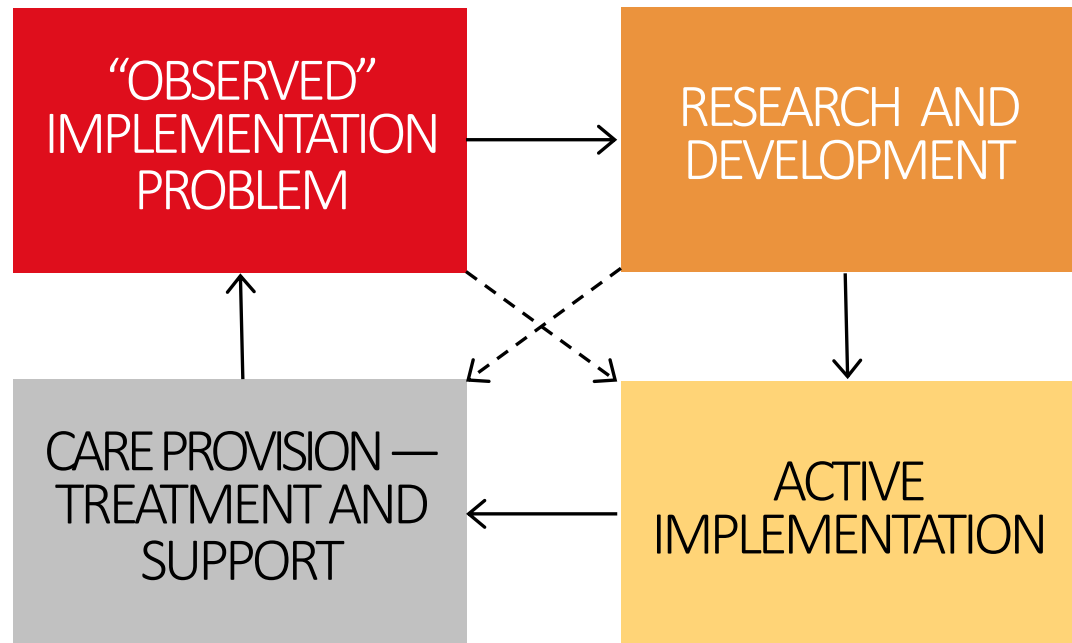 “OBSERVED”
IMPLEMENTATION
PROBLEM
RESEARCH AND
DEVELOPMENT
CARE PROVISION —
TREATMENT AND
SUPPORT
ACTIVE
IMPLEMENTATION